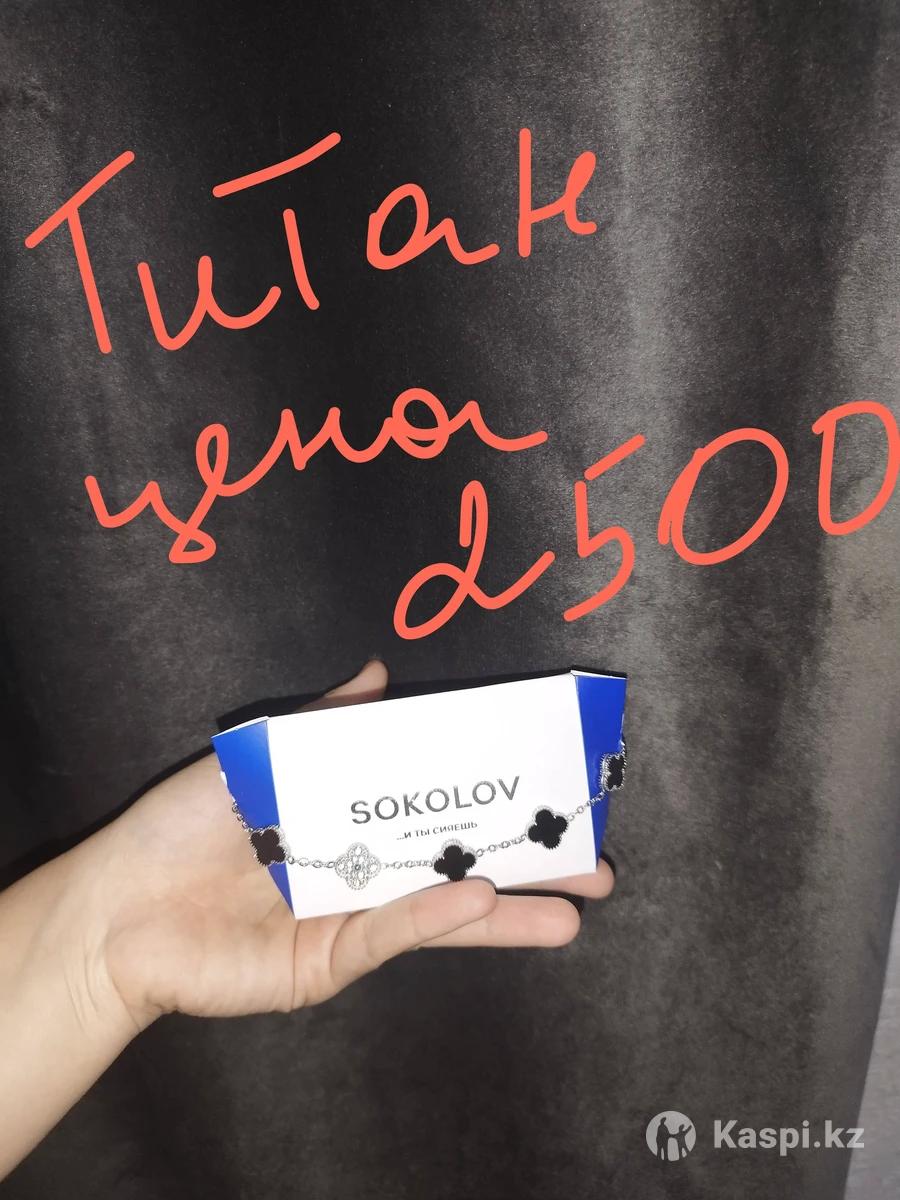 Титан
цена
2500
SOKOLOV
...И ТЫ СИЯЕШЬ
Kaspi.kz